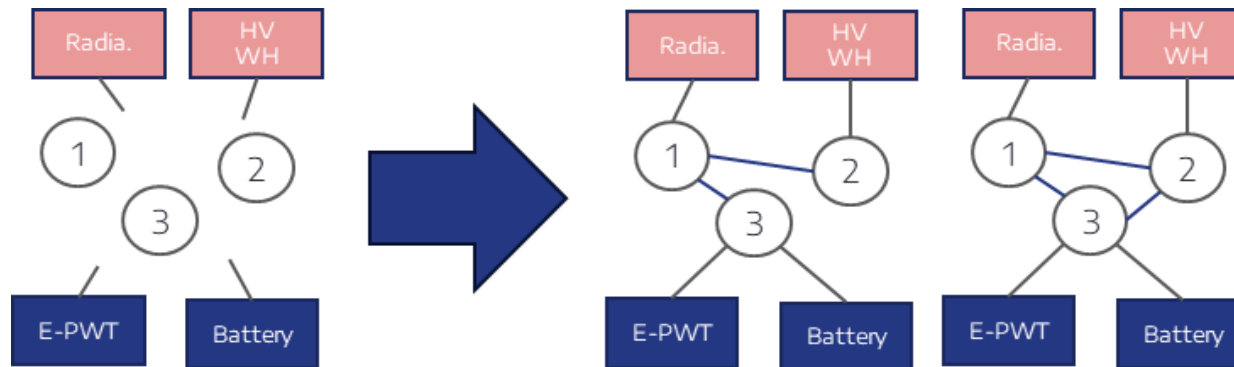 Radia.
HV
WH
1
2
3
E-PWT
Battery
Radia.
HV
WH
1
2
3
E-PWT
Battery
Radia.
HV
WH
1
2
3
E-PWT
Battery